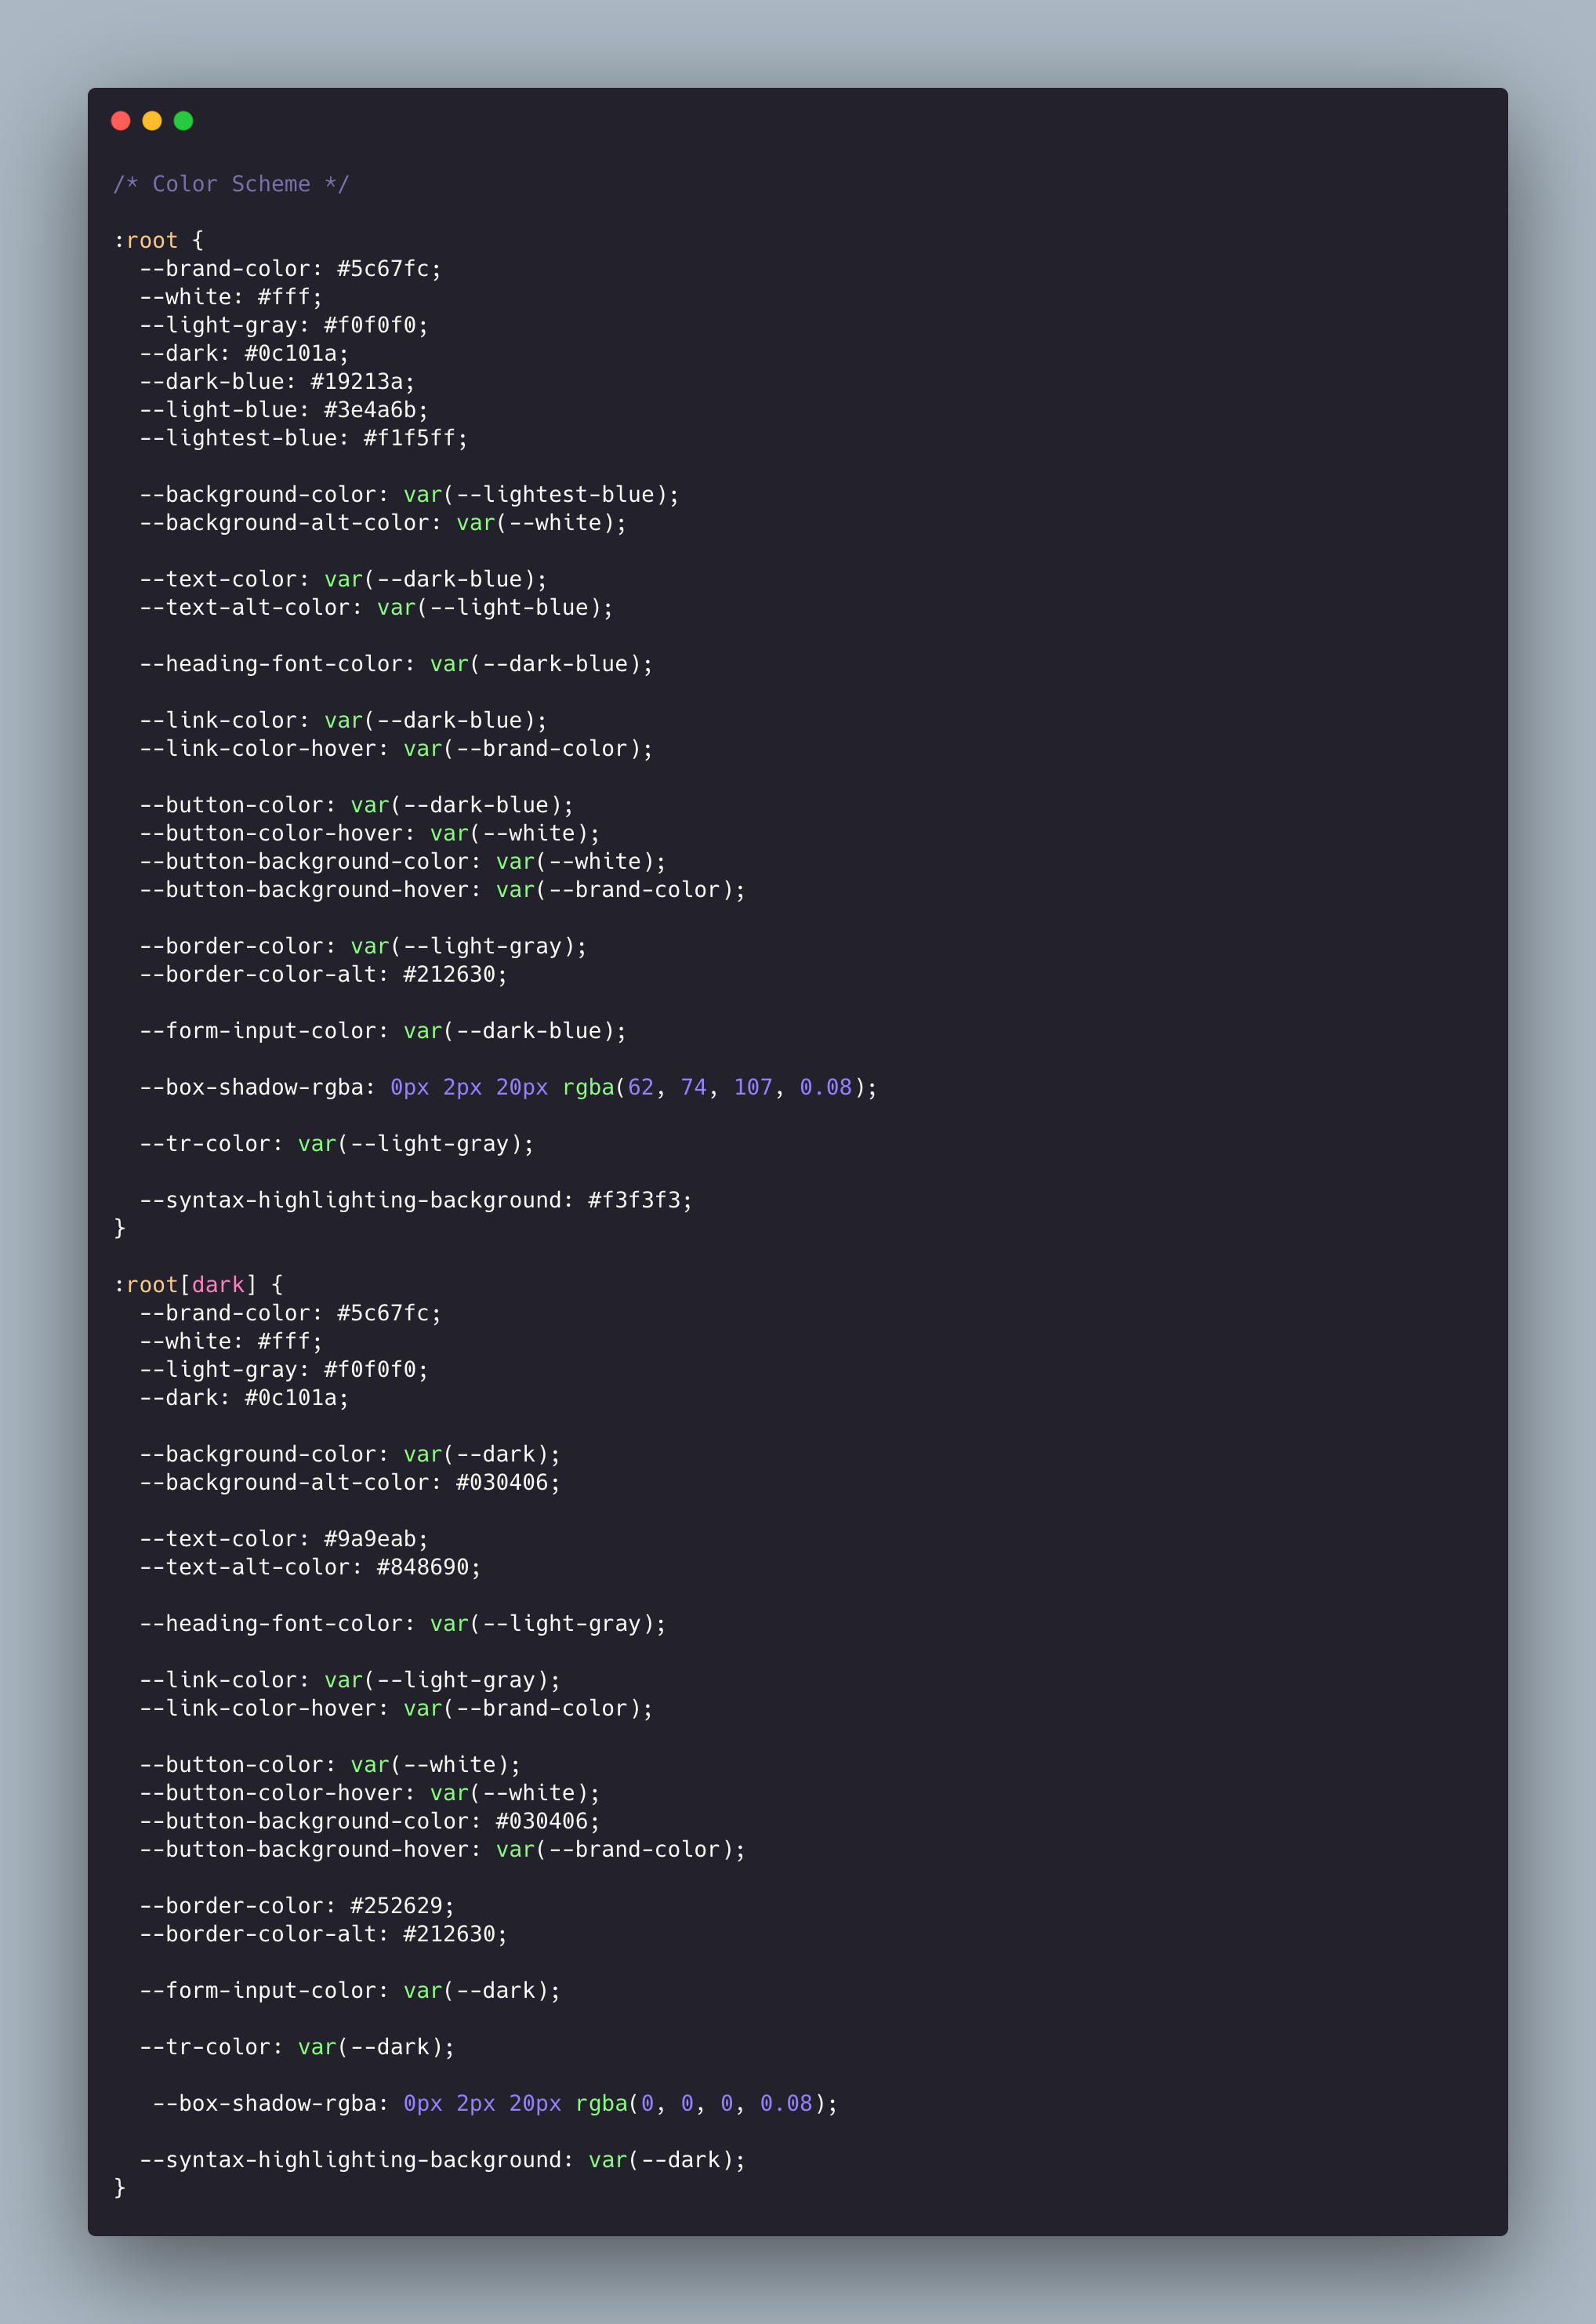 /* Color Scheme */

:root {
  --brand-color: #5c67fc;
  --white: #fff;
  --light-gray: #f0f0f0;
  --dark: #0c101a;
  --dark-blue: #19213a;
  --light-blue: #3e4a6b;
  --lightest-blue: #f1f5ff;

  --background-color: var(--lightest-blue);
  --background-alt-color: var(--white);

  --text-color: var(--dark-blue);
  --text-alt-color: var(--light-blue);

  --heading-font-color: var(--dark-blue);

  --link-color: var(--dark-blue);
  --link-color-hover: var(--brand-color);

  --button-color: var(--dark-blue);
  --button-color-hover: var(--white);
  --button-background-color: var(--white);
  --button-background-hover: var(--brand-color);

  --border-color: var(--light-gray);
  --border-color-alt: #212630;

  --form-input-color: var(--dark-blue);

  --box-shadow-rgba: 0px 2px 20px rgba(62, 74, 107, 0.08);

  --tr-color: var(--light-gray);

  --syntax-highlighting-background: #f3f3f3;
}

:root[dark] {
  --brand-color: #5c67fc;
  --white: #fff;
  --light-gray: #f0f0f0;
  --dark: #0c101a;

  --background-color: var(--dark);
  --background-alt-color: #030406;

  --text-color: #9a9eab;
  --text-alt-color: #848690;

  --heading-font-color: var(--light-gray);

  --link-color: var(--light-gray);
  --link-color-hover: var(--brand-color);

  --button-color: var(--white);
  --button-color-hover: var(--white);
  --button-background-color: #030406;
  --button-background-hover: var(--brand-color);

  --border-color: #252629;
  --border-color-alt: #212630;

  --form-input-color: var(--dark);

  --tr-color: var(--dark);

   --box-shadow-rgba: 0px 2px 20px rgba(0, 0, 0, 0.08);

  --syntax-highlighting-background: var(--dark);
}